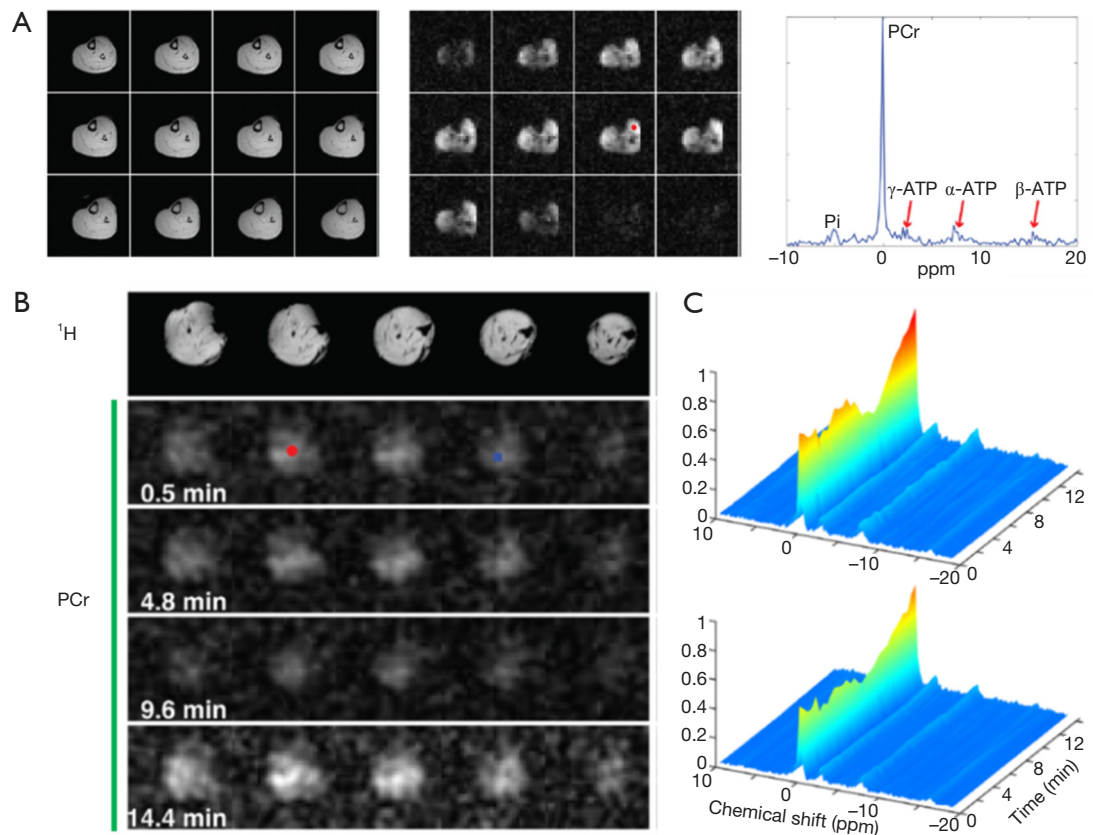 A
PCr
γ-ATP
α-ATP
β-ATP
Pi
–10
0
10
20
ppm
B
¹H
PCr
0.5 min
4.8 min
9.6 min
14.4 min
C
1
0.8
0.6
0.4
0.2
0
10
0
–10
–20
0
4
8
12
1
0.8
0.6
0.4
0.2
0
10
0
–10
–20
0
4
8
12
Chemical shift (ppm)
Time (min)